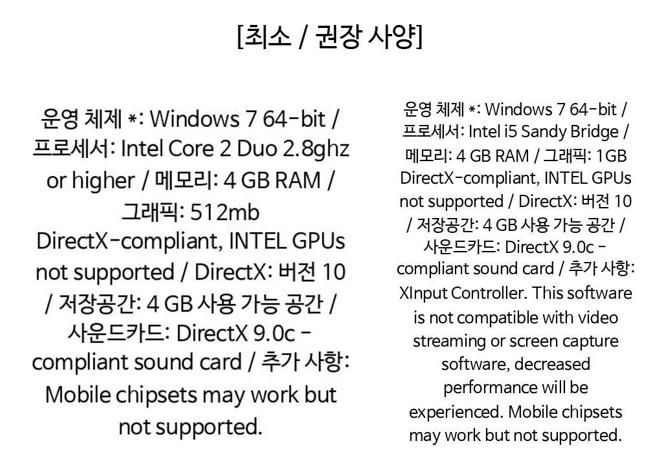 [최소 / 권장 사양]
운영 체제 *: Windows 7 64-bit /
프로세서: Intel Core 2 Duo 2.8ghz
or higher / 메모리: 4 GB RAM /
그래픽: 512mb
DirectX-compliant, INTEL GPUs
not supported / DirectX: 버전 10
/ 저장공간: 4 GB 사용 가능 공간 /
사운드카드: DirectX 9.0c -
compliant sound card / 추가 사항:
Mobile chipsets may work but
not supported.
운영 체제 *: Windows 7 64-bit /
프로세서: Intel i5 Sandy Bridge /
메모리: 4 GB RAM / 그래픽: 1GB
DirectX-compliant, INTEL GPUs
not supported / DirectX: 버전 10
/ 저장공간: 4 GB 사용 가능 공간 /
사운드카드: DirectX 9.0c -
compliant sound card / 추가 사항:
XInput Controller. This software
is not compatible with video
streaming or screen capture
software, decreased
performance will be
experienced. Mobile chipsets
may work but not supported.